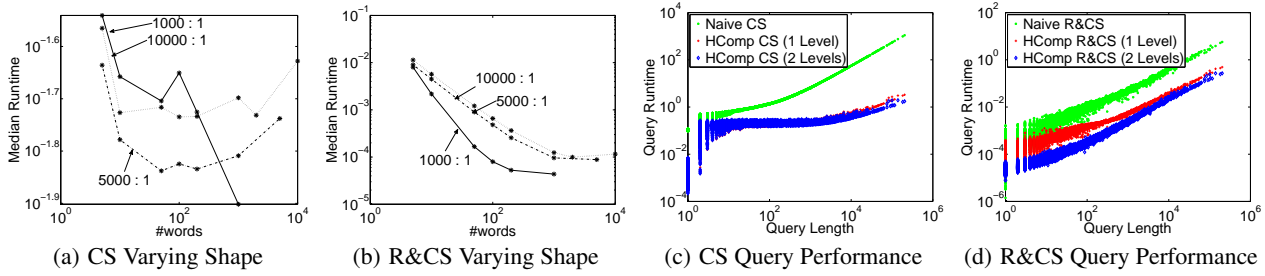 10^-1.6
10^-1.7
10^-1.8
10^-1.9
Median Runtime
1000 : 1
10000 : 1
5000 : 1
10^0
10^2
10^4
#words
(a) CS Varying Shape
10^-1
10^-2
10^-3
10^-4
10^-5
Median Runtime
10000 : 1
5000 : 1
1000 : 1
10^0
10^2
10^4
#words
(b) R&CS Varying Shape
10^4
10^2
10^0
10^-2
10^-4
Query Runtime
Naive CS
HComp CS (1 Level)
HComp CS (2 Levels)
10^0
10^2
10^4
10^6
Query Length
(c) CS Query Performance
10^2
10^0
10^-2
10^-4
10^-6
Query Runtime
Naive R&CS
HComp R&CS (1 Level)
HComp R&CS (2 Levels)
10^0
10^2
10^4
10^6
Query Length
(d) R&CS Query Performance